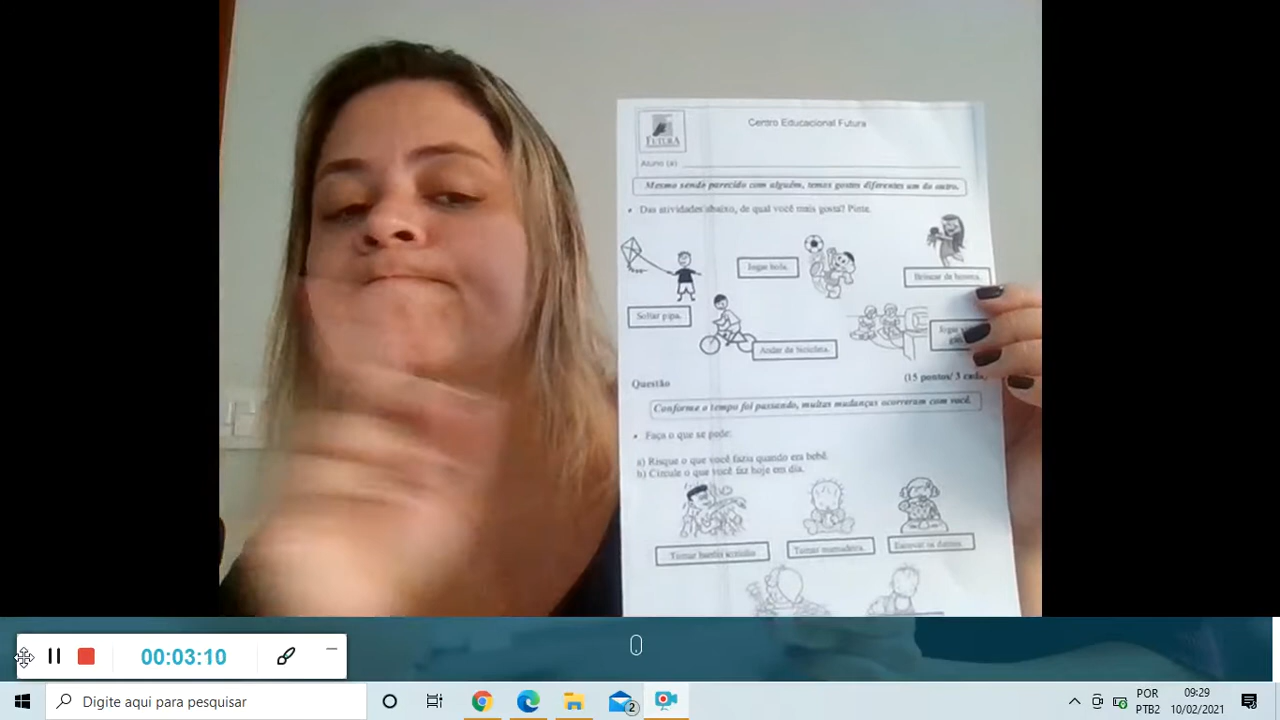 Centro Educacional Futura
FUTURA
Aluno (a)
Mesmo sendo parecido com alguém, temos gostos diferentes um do outro.
• Das atividades abaixo, de qual você mais gosta? Pinte.
Jogar bola.
Brincar de boneca.
Soltar pipa.
Jogar
Andar de bicicleta.
Questão
(15 pontos/ 3 cada
Conforme o tempo foi passando, muitas mudanças ocorreram com você.
• Faça o que se pede:
a) Risque o que você fazia quando era bebê.
b) Circule o que você faz hoje em dia.
Tomar banho sozinho
Tomar mamadeira.
Escovar os dentes.
00:03:10
Digite aqui para pesquisar
2
POR
PTB2
09:29
10/02/2021